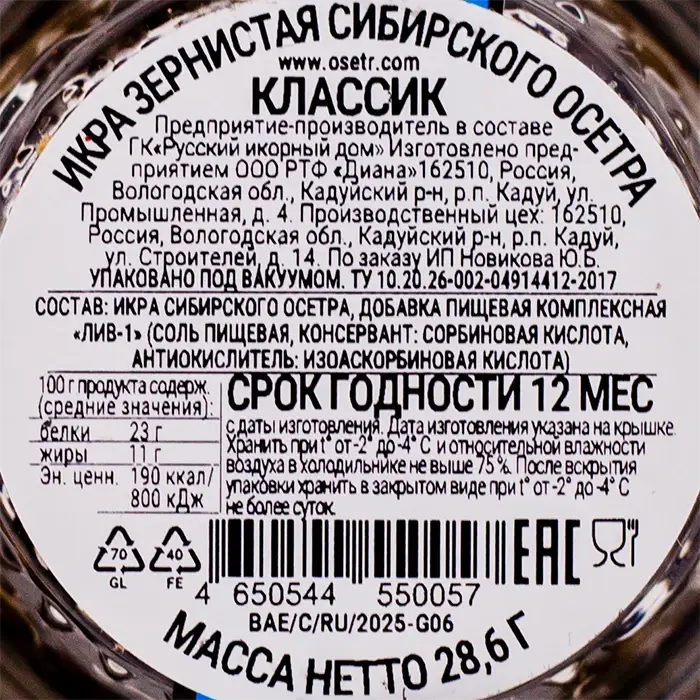 ИКРА ЗЕРНИСТАЯ СИБИРСКОГО ОСЕТРА
www.osetr.com
КЛАССИК
Предприятие-производитель в составе
ГК«Русский икорный дом» Изготовлено пред-
приятием ООО РТФ «Диана»162510, Россия,
Вологодская обл., Кадуйский р-н, р.п. Кадуй, ул.
Промышленная, д. 4. Производственный цех: 162510,
Россия, Вологодская обл., Кадуйский р-н, р.п. Кадуй,
ул. Строителей, д. 14. По заказу ИП Новикова Ю.Б.
УПАКОВАНО ПОД ВАКУУМОМ. ТУ 10.20.26-002-04914412-2017
СОСТАВ: ИКРА СИБИРСКОГО ОСЕТРА, ДОБАВКА ПИЩЕВАЯ КОМПЛЕКСНАЯ
«ЛИВ-1» (СОЛЬ ПИЩЕВАЯ, КОНСЕРВАНТ: СОРБИНОВАЯ КИСЛОТА,
АНТИОКИСЛИТЕЛЬ: ИЗОАСКОРБИНОВАЯ КИСЛОТА)
100 г продукта содерж.
(средние значения):
белки 23 г
жиры 11 г
Эн. ценн. 190 ккал/
800 кДж
СРОК ГОДНОСТИ 12 МЕС
с даты изготовления. Дата изготовления указана на крышке.
Хранить при t° от -2° до -4° С и относительной влажности
воздуха в холодильнике не выше 75 %. После вскрытия
упаковки хранить в закрытом виде при t° от -2° до -4° С
не более суток.
70
GL
40
FE
EAC
4 650544 550057
BAE/C/RU/2025-G06
МАССА НЕТТО 28,6 Г